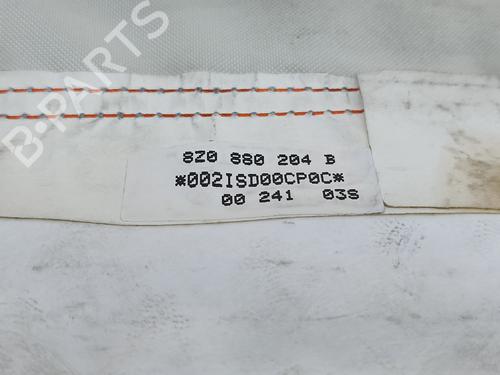 B-PARTS
8Z0 880 204 B
*002ISD00CP0C*
00 241 03S